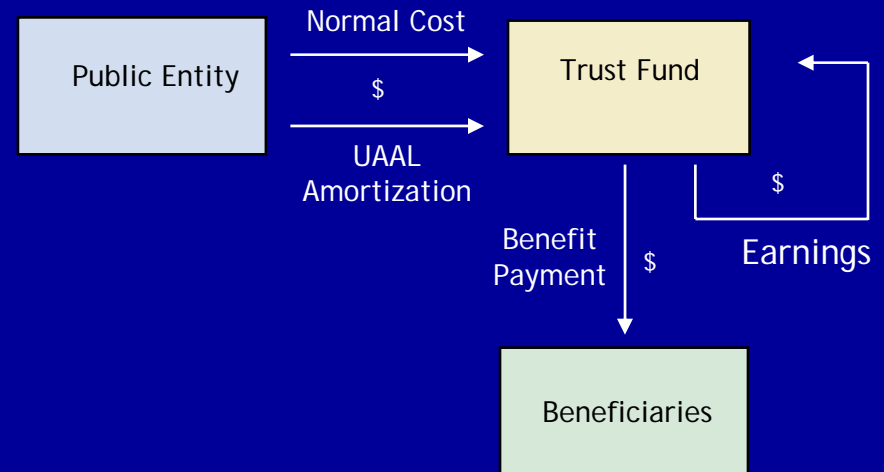 Normal Cost
Public Entity
$
Trust Fund
UAAL
Amortization
$
Benefit
Payment
$
Earnings
Beneficiaries